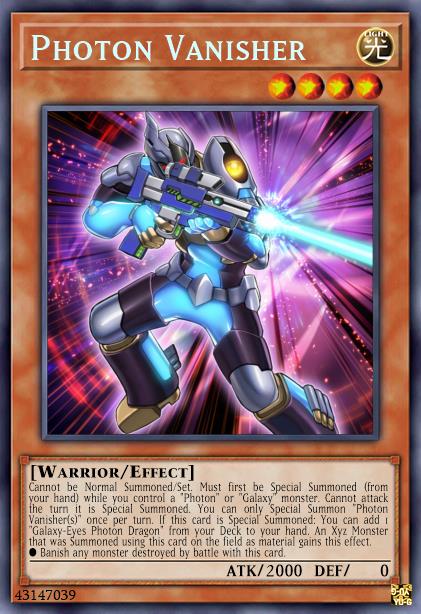 PHOTON VANISHER
LIGHT
光
[WARRIOR/EFFECT]
Cannot be Normal Summoned/Set. Must first be Special Summoned (from
your hand) while you control a "Photon" or "Galaxy" monster. Cannot attack
the turn it is Special Summoned. You can only Special Summon "Photon
Vanisher(s)" once per turn. If this card is Special Summoned: You can add 1
"Galaxy-Eyes Photon Dragon" from your Deck to your hand. An Xyz Monster
that was Summoned using this card on the field as material gains this effect.
● Banish any monster destroyed by battle with this card.
ATK/2000 DEF/ 0
43147039